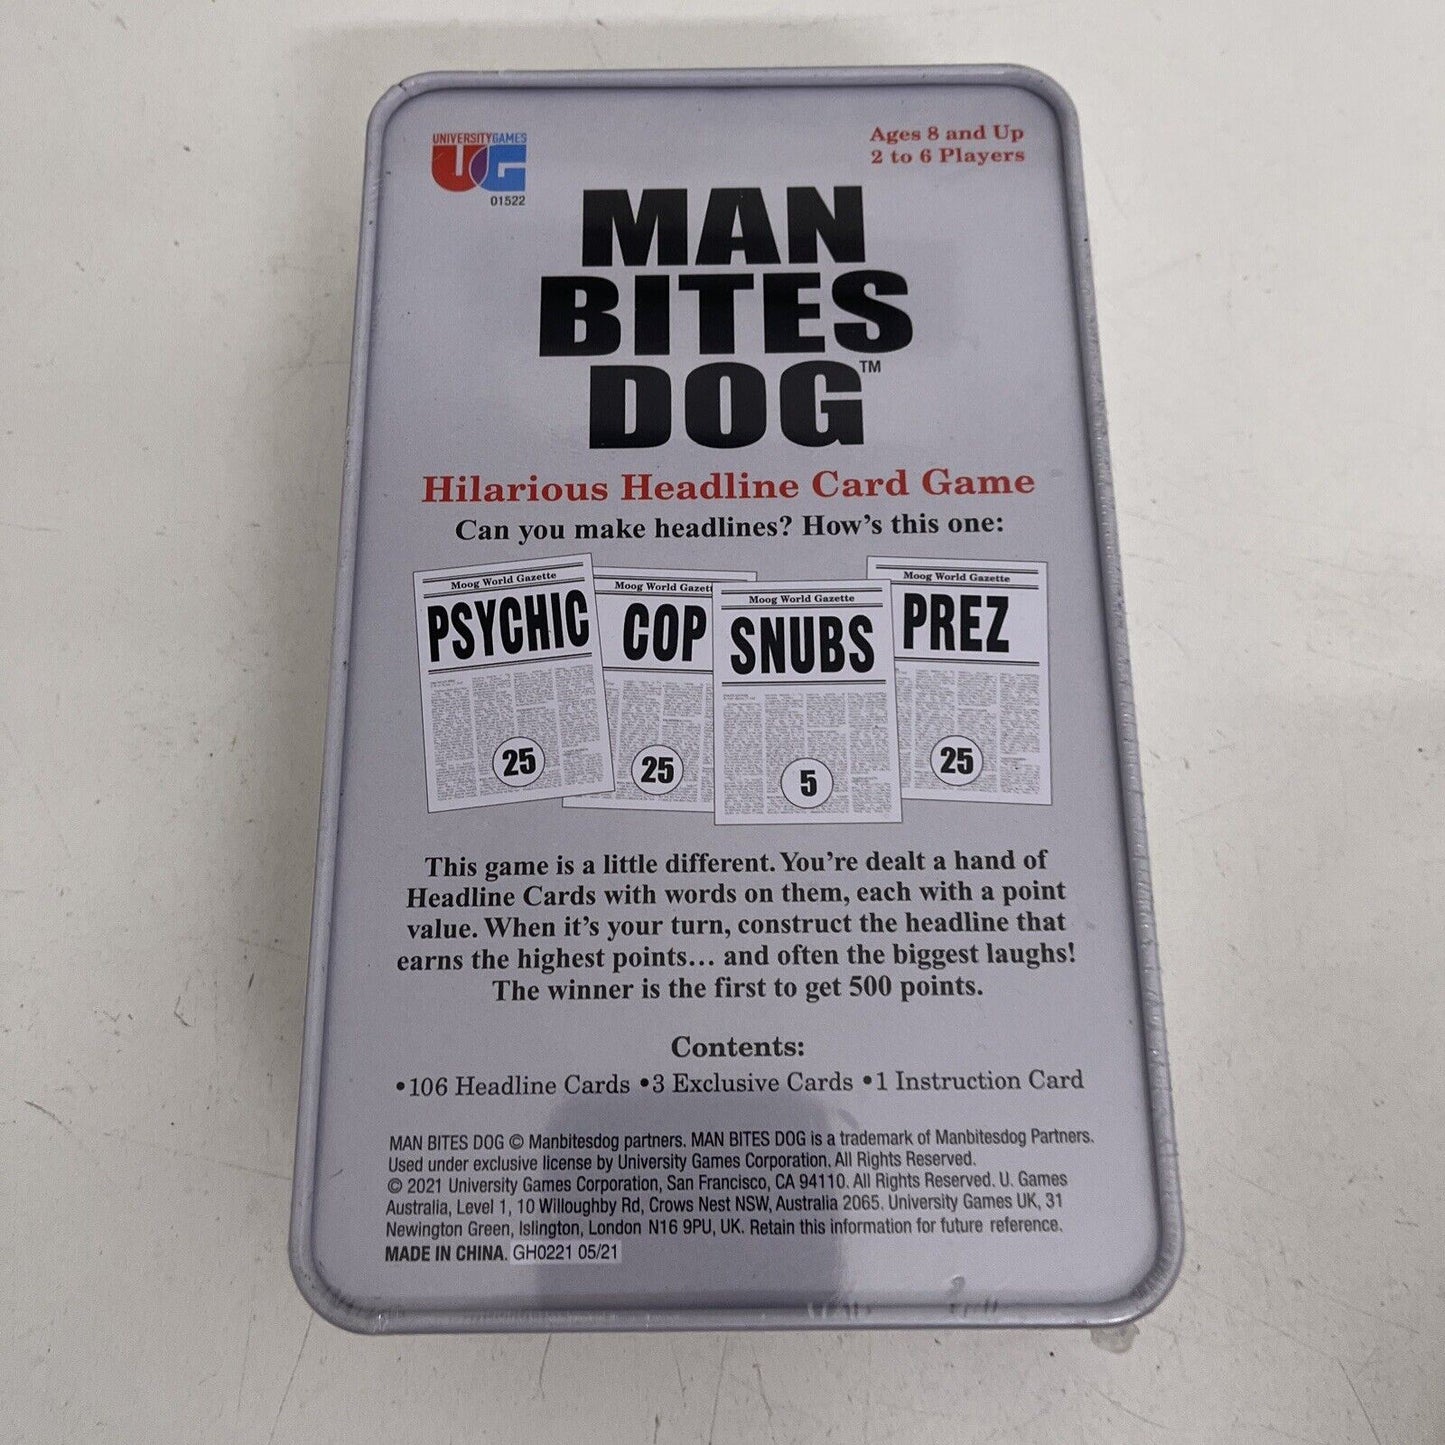 UNIVERSITY GAMES
UG
01522
Ages 8 and Up
2 to 6 Players
MAN
BITES
DOG™
Hilarious Headline Card Game
Can you make headlines? How's this one:
Moog World Gazette
PSYCHIC
25
Moog World Gazett
COP
25
Moog World Gazette
SNUBS
5
Moog World Gazette
PREZ
25
This game is a little different. You're dealt a hand of
Headline Cards with words on them, each with a point
value. When it's your turn, construct the headline that
earns the highest points... and often the biggest laughs!
The winner is the first to get 500 points.
Contents:
•106 Headline Cards •3 Exclusive Cards •1 Instruction Card
MAN BITES DOG © Manbitesdog partners. MAN BITES DOG is a trademark of Manbitesdog Partners.
Used under exclusive license by University Games Corporation. All Rights Reserved.
© 2021 University Games Corporation, San Francisco, CA 94110. All Rights Reserved. U. Games
Australia, Level 1, 10 Willoughby Rd, Crows Nest NSW, Australia 2065. University Games UK, 31
Newington Green, Islington, London N16 9PU, UK. Retain this information for future reference.
MADE IN CHINA. GH0221 05/21